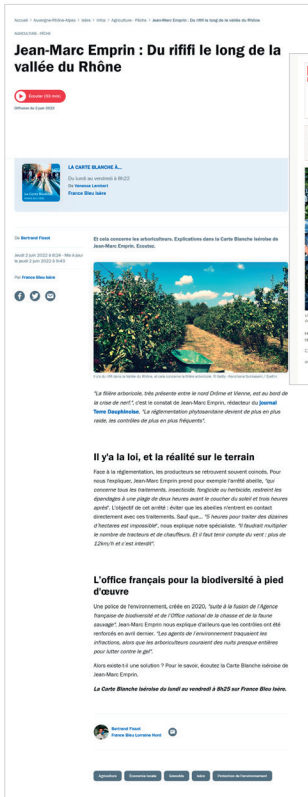 Accueil / Auvergne-Rhône-Alpes / Isère / Infos / Agriculture - Pêche / Jean-Marc Emprin : Du rififi le long de la vallée du Rhône
AGRICULTURE - PÊCHE
Jean-Marc Emprin : Du rififi le long de la
vallée du Rhône
Écouter (03 min)
Diffusion du 2 juin 2022
LA CARTE BLANCHE À...
Du lundi au vendredi à 8h23
De Vanessa Lambert
France Bleu Isère
De Bertrand Fissot
Jeudi 2 juin 2022 à 8:24 - Mis à jour
le jeudi 2 juin 2022 à 9:43
Par France Bleu Isère
Et cela concerne les arboriculteurs. Explications dans la Carte Blanche iséroise de
Jean-Marc Emprin. Ecoutez.
"La filière arboricole, très présente entre le nord Drôme et Vienne, est au bord de
la crise de nerf.", c'est le constat de Jean-Marc Emprin, rédacteur du journal
Terre Dauphinoise. "La réglementation phytosanitaire devient de plus en plus
raide, les contrôles de plus en plus fréquents".
Il y'a la loi, et la réalité sur le terrain
Face à la réglementation, les producteurs se retrouvent souvent coincés. Pour
nous l'expliquer, Jean-Marc Emprin prend pour exemple l'arrêté abeille, "qui
concerne tous les traitements, insecticide, fongicide ou herbicide, restreint les
épandages à une plage de deux heures avant le coucher du soleil et trois heures
après". L'objectif de cet arrêté : éviter que les abeilles n'entrent en contact
directement avec ces traitements. Sauf que... "5 heures pour traiter des dizaines
d'hectares est impossible", nous explique notre spécialiste. "Il faudrait multiplier
le nombre de tracteurs et de chauffeurs. Et il faut tenir compte du vent : plus de
12km/h et c'est interdit".
L'office français pour la biodiversité à pied
d'œuvre
Une police de l'environnement, créée en 2020, "suite à la fusion de l'Agence
française de biodiversité et de l'Office national de la chasse et de la faune
sauvage". Jean-Marc Emprin nous explique d'ailleurs que les contrôles ont été
renforcés en avril dernier. "Les agents de l'environnement traquaient les
infractions, alors que les arboriculteurs couraient des nuits presque entières
pour lutter contre le gel".
Alors existe-t-il une solution ? Pour le savoir, écoutez la Carte Blanche iséroise de
Jean-Marc Emprin.
La Carte Blanche iséroise du lundi au vendredi à 8h25 sur France Bleu Isère.
Bertrand Fissot
France Bleu Lorraine Nord
Agriculture
Économie locale
Grenoble
Isère
Protection de l'environnement